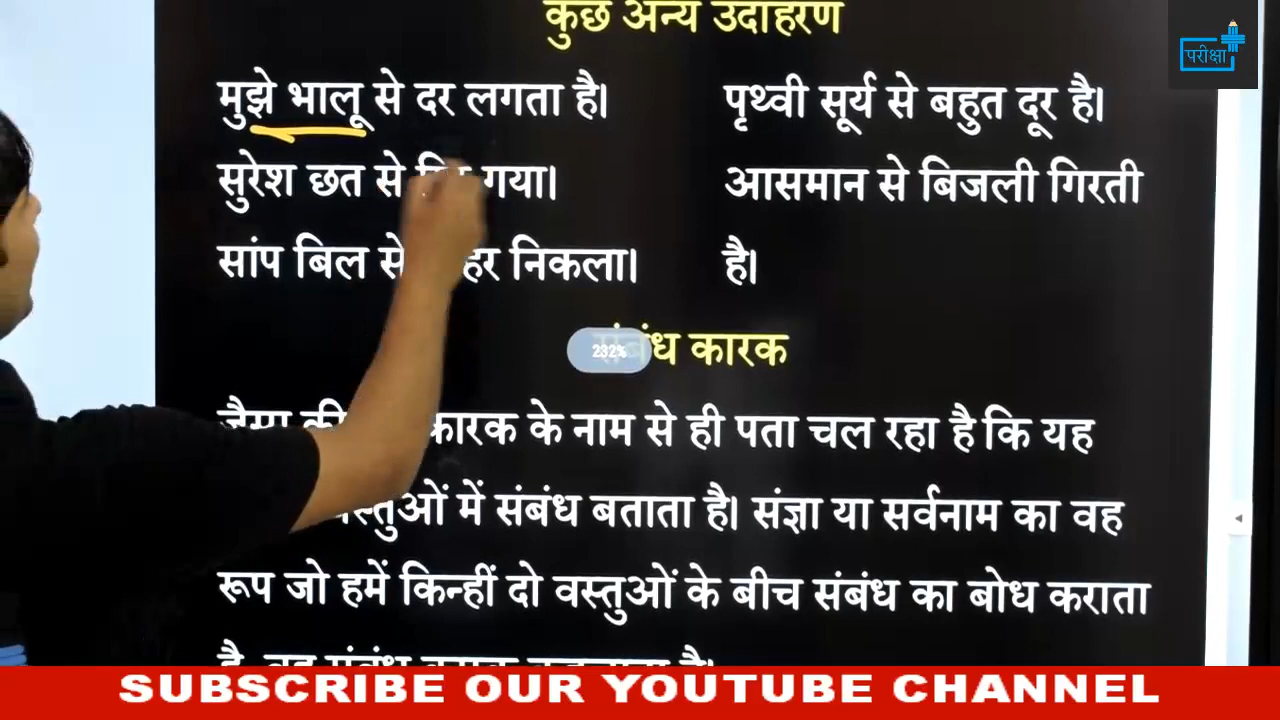 कुछ अन्य उदाहरण
परीक्षा
मुझे भालू से दर लगता है।
पृथ्वी सूर्य से बहुत दूर है।
सुरेश छत से गया।
आसमान से बिजली गिरती
सांप बिल से निकला।
है।
232%
कारक
कारक के नाम से ही पता चल रहा है कि यह
में संबंध बताता है। संज्ञा या सर्वनाम का वह
रूप जो हमें किन्हीं दो वस्तुओं के बीच संबंध का बोध कराता
SUBSCRIBE OUR YOUTUBE CHANNEL